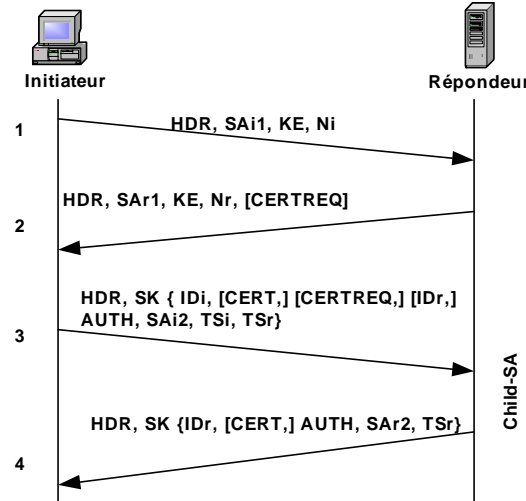 Initiateur
Répondeur
1
HDR, SAi1, KE, Ni
HDR, SAr1, KE, Nr, [CERTREQ]
2
HDR, SK { IDi, [CERT,] [CERTREQ,] [IDr,]
AUTH, SAi2, TSi, TSr}
3
Child-SA
HDR, SK {IDr, [CERT,] AUTH, SAr2, TSr}
4